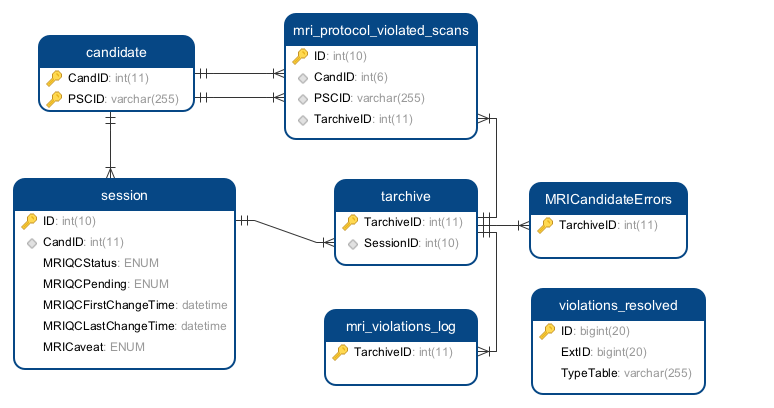 candidate
CandID: int(11)
PSCID: varchar(255)
mri_protocol_violated_scans
ID: int(10)
CandID: int(6)
PSCID: varchar(255)
TarchiveID: int(11)
session
ID: int(10)
CandID: int(11)
MRIQCStatus: ENUM
MRIQCPending: ENUM
MRIQCFirstChangeTime: datetime
MRIQCLastChangeTime: datetime
MRICaveat: ENUM
tarchive
TarchiveID: int(11)
SessionID: int(10)
MRICandidateErrors
TarchiveID: int(11)
mri_violations_log
TarchiveID: int(11)
violations_resolved
ID: bigint(20)
ExtID: bigint(20)
TypeTable: varchar(255)